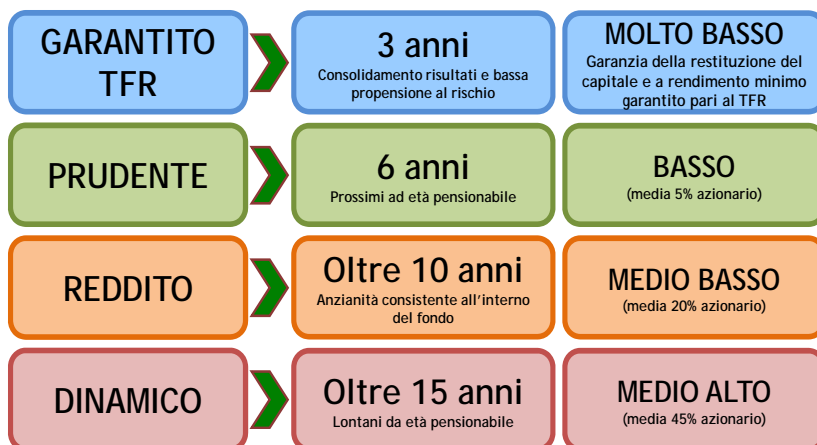 GARANTITO
TFR
3 anni
Consolidamento risultati e bassa
propensione al rischio
MOLTO BASSO
Garanzia della restituzione del
capitale e a rendimento minimo
garantito pari al TFR
PRUDENTE
6 anni
Prossimi ad età pensionabile
BASSO
(media 5% azionario)
REDDITO
Oltre 10 anni
Anzianità consistente all'interno
del fondo
MEDIO BASSO
(media 20% azionario)
DINAMICO
Oltre 15 anni
Lontani da età pensionabile
MEDIO ALTO
(media 45% azionario)